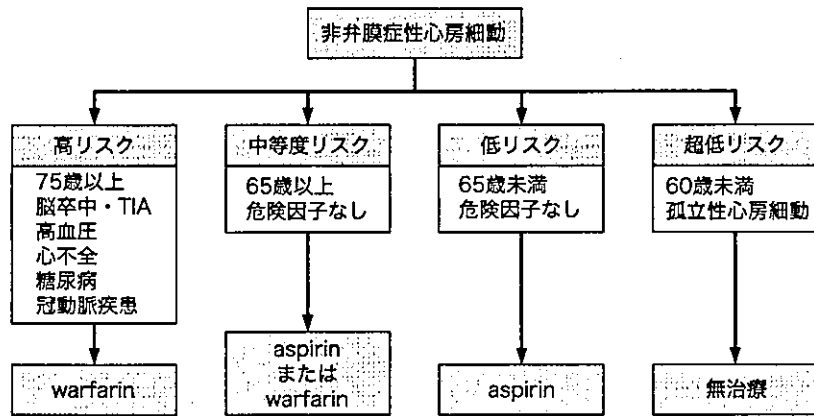 非弁膜症性心房細動
高リスク
75歳以上
脳卒中・TIA
高血圧
心不全
糖尿病
冠動脈疾患
warfarin
中等度リスク
65歳以上
危険因子なし
aspirin
または
warfarin
低リスク
65歳未満
危険因子なし
aspirin
超低リスク
60歳未満
孤立性心房細動
無治療